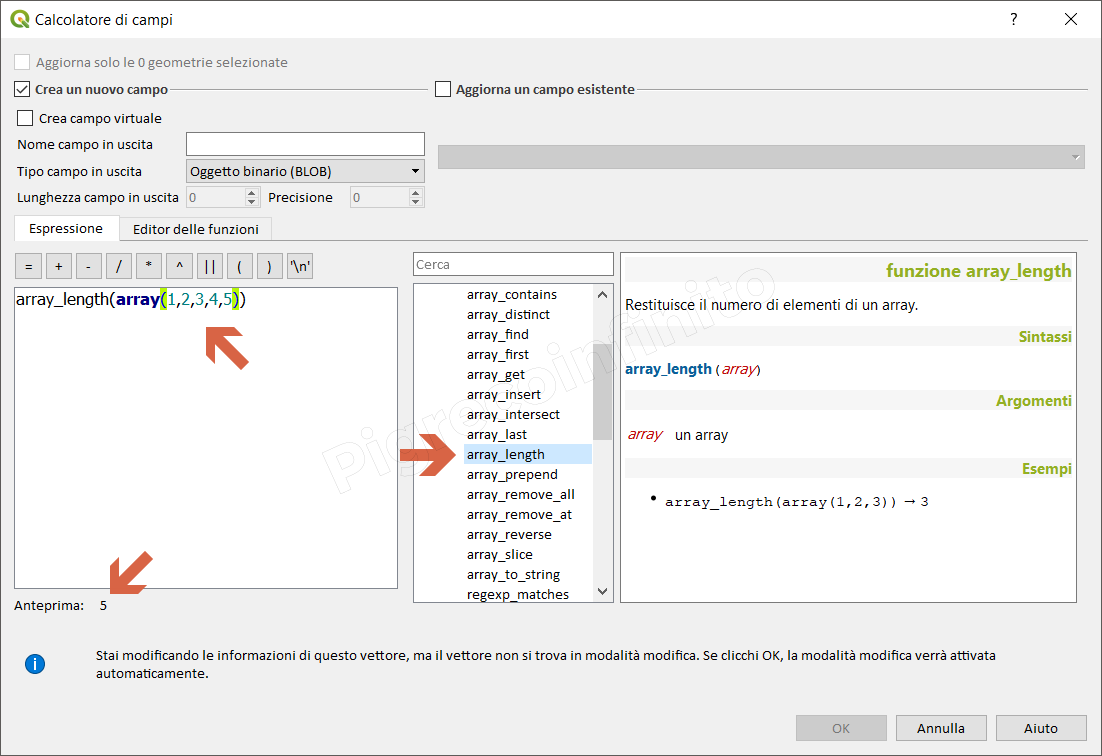 Calcolatore di campi
?
Aggiorna solo le 0 geometrie selezionate
Crea un nuovo campo
Aggiorna un campo esistente
Crea campo virtuale
Nome campo in uscita
Tipo campo in uscita
Oggetto binario (BLOB)
Lunghezza campo in uscita
0
Precisione
0
Espressione
Editor delle funzioni
=
+
-
/
*
^
||
(
)
'\n'
array_length(array(1,2,3,4,5))
Anteprima: 5
Cerca
array_contains
array_distinct
array_find
array_first
array_get
array_insert
array_intersect
array_last
array_length
array_prepend
array_remove_all
array_remove_at
array_reverse
array_slice
array_to_string
regexp_matches
funzione array_length
Restituisce il numero di elementi di un array.
Sintassi
array_length (array)
Argomenti
array un array
Esempi
• array_length(array(1,2,3)) → 3
Pigrecoinfinito
i
Stai modificando le informazioni di questo vettore, ma il vettore non si trova in modalità modifica. Se clicchi OK, la modalità modifica verrà attivata
automaticamente.
OK
Annulla
Aiuto